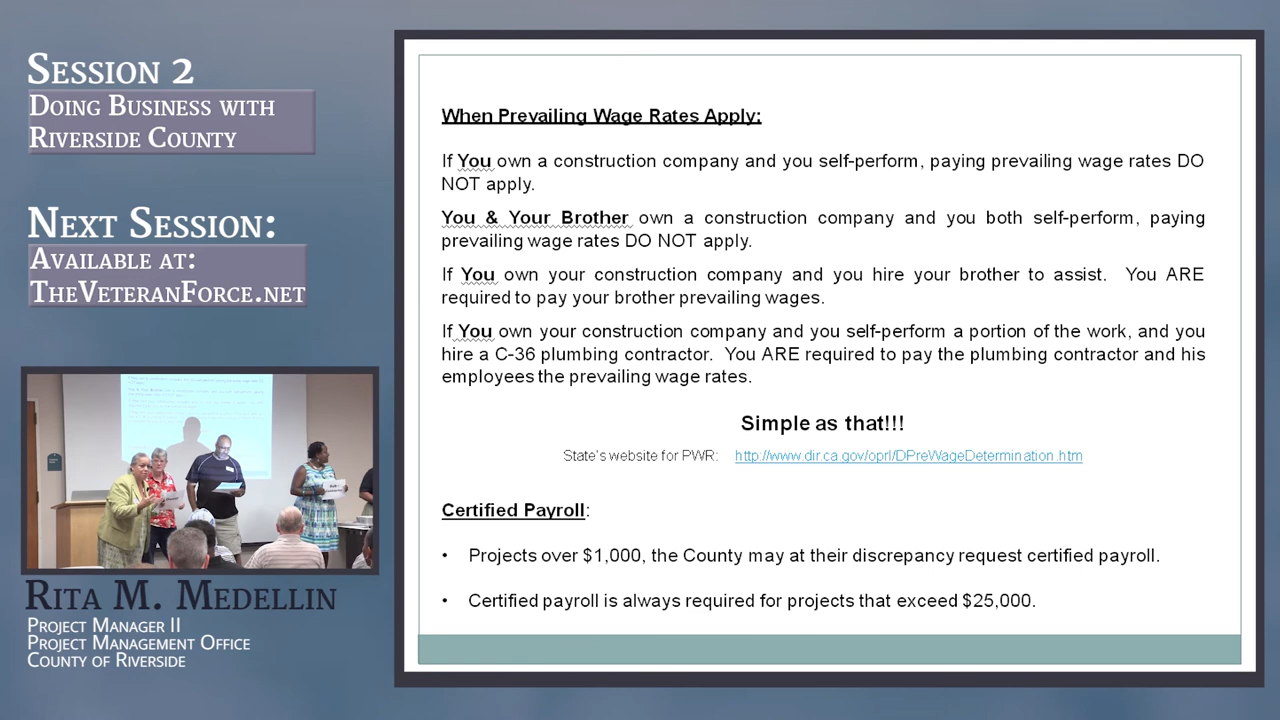 SESSION 2
DOING BUSINESS WITH
RIVERSIDE COUNTY
NEXT SESSION:
AVAILABLE AT:
THEVETERANFORCE.NET
RITA M. MEDELLIN
PROJECT MANAGER II
PROJECT MANAGEMENT OFFICE
COUNTY OF RIVERSIDE
When Prevailing Wage Rates Apply:
If You own a construction company and you self-perform, paying prevailing wage rates DO
NOT apply.
You & Your Brother own a construction company and you both self-perform, paying
prevailing wage rates DO NOT apply.
If You own your construction company and you hire your brother to assist. You ARE
required to pay your brother prevailing wages.
If You own your construction company and you self-perform a portion of the work, and you
hire a C-36 plumbing contractor. You ARE required to pay the plumbing contractor and his
employees the prevailing wage rates.
Simple as that!!!
State's website for PWR: http://www.dir.ca.gov/oprl/DPreWageDetermination.htm
Certified Payroll:
• Projects over $1,000, the County may at their discrepancy request certified payroll.
• Certified payroll is always required for projects that exceed $25,000.